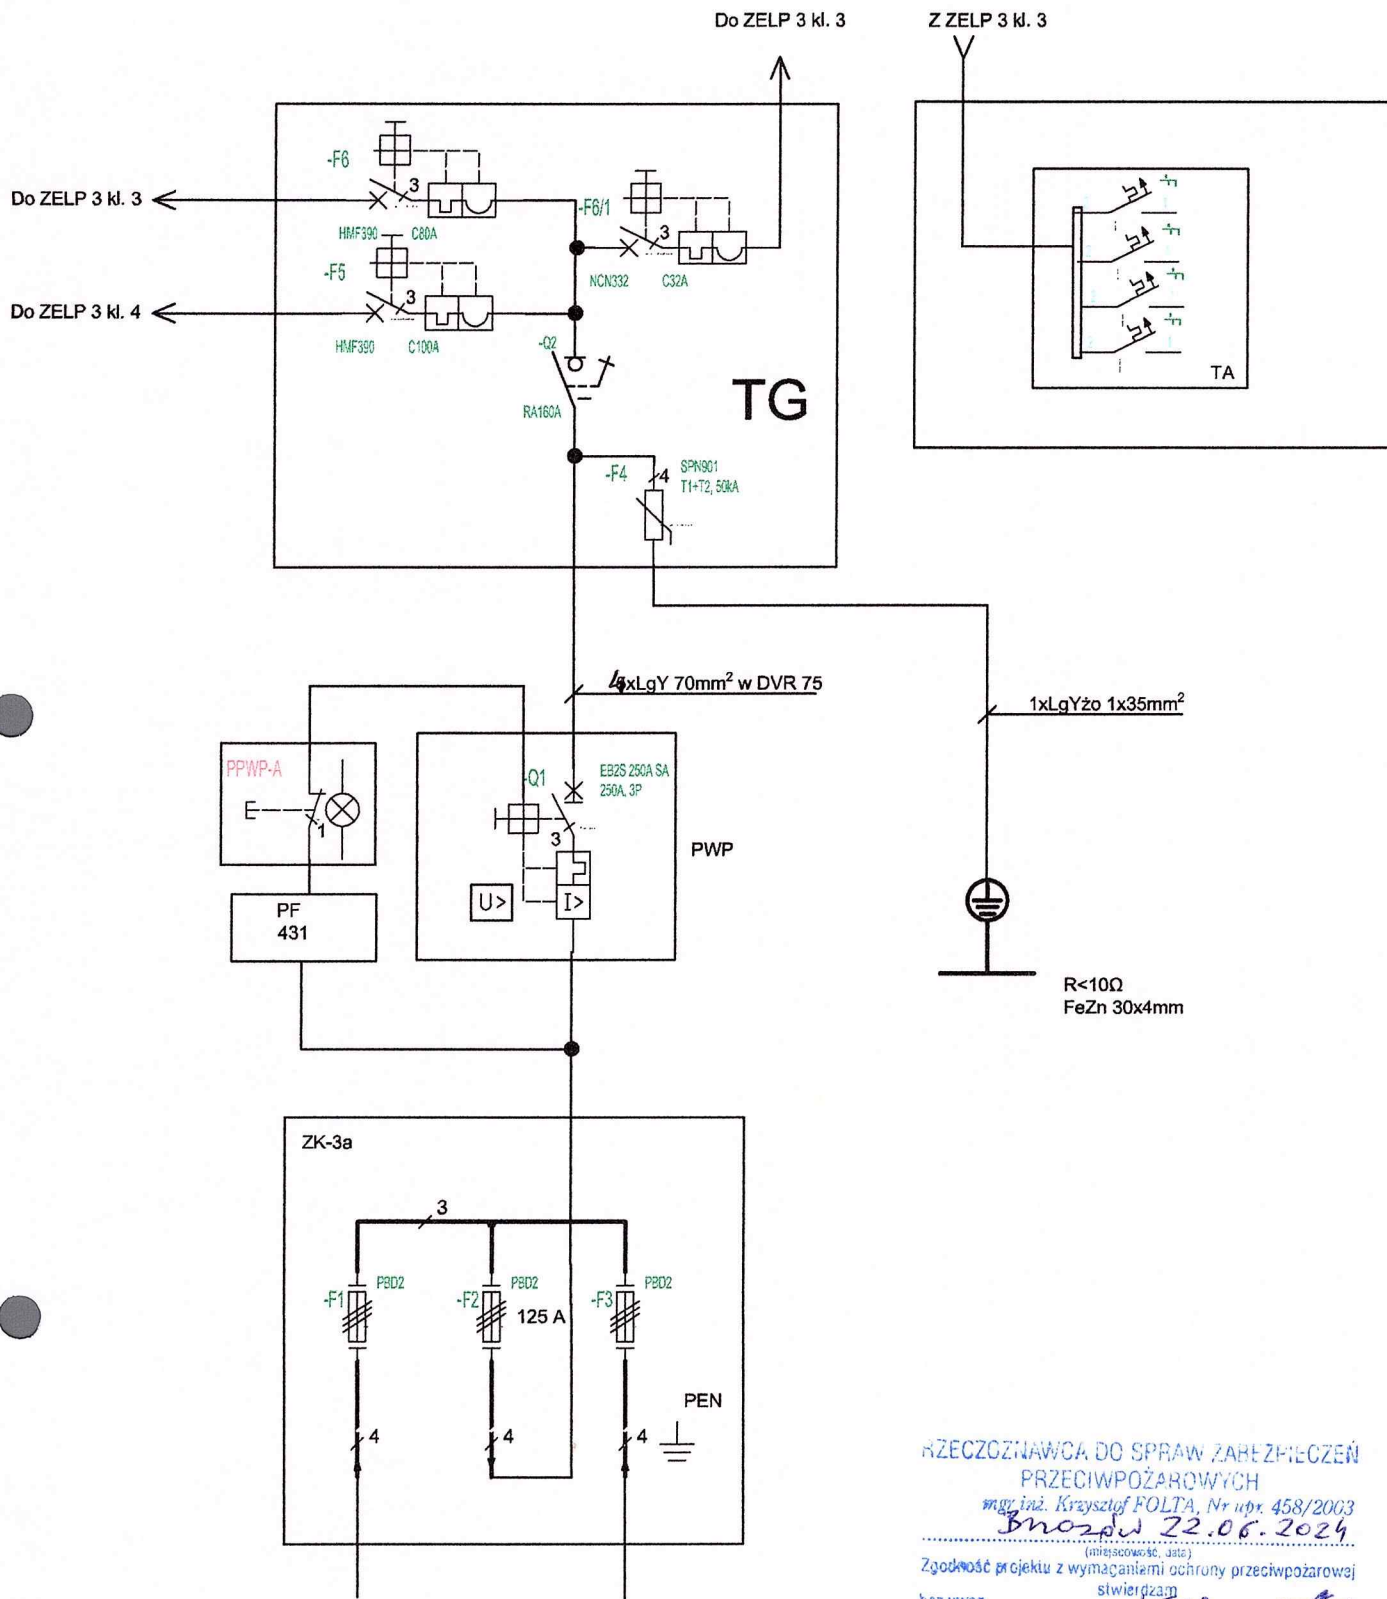 Do ZELP 3 kl. 3
Z ZELP 3 kl. 3
-F6
3
Do ZELP 3 kl. 3
HMF390 C80A
-F6/1
3
NCN332 C32A
-F5
3
Do ZELP 3 kl. 4
HMF390 C100A
-Q2
RA160A
TG
-F
-F
-F
-F
TA
-F4
4
SPN901
T1+T2, 50kA
xLgY 70mm² w DVR 75
1xLgYżo 1x35mm²
PPWP-A
1
-Q1
EB2S 250A SA
250A, 3P
3
U>
I>
PWP
PF
431
R<10Ω
FeZn 30x4mm
ZK-3a
3
-F1 PBD2
-F2 PBD2
125 A
-F3 PBD2
PEN
4
4
4
RZECZOZNAWCA DO SPRAW ZABEZPIECZEŃ
PRZECIWPOŻAROWYCH
mgr inż. Krzysztof FOLTA, Nr upr. 458/2003
22.06.2024
(miejscowość, data)
Zgodność projektu z wymaganiami ochrony przeciwpożarowej
stwierdzam